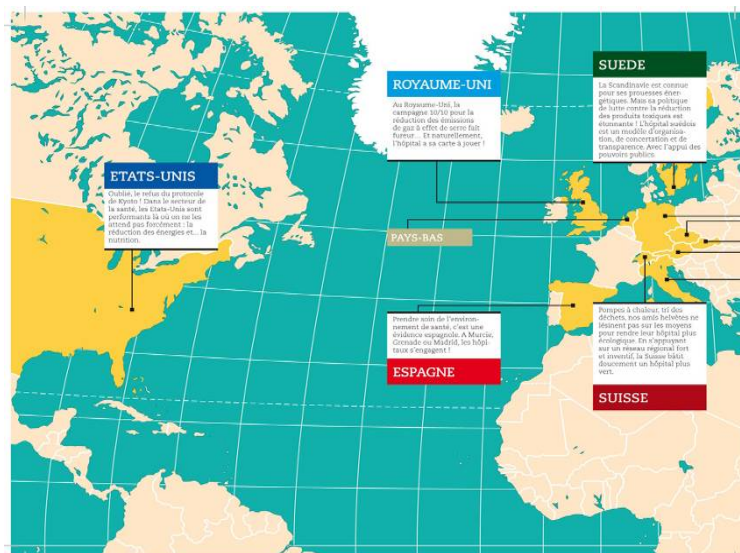 ROYAUME-UNI
Au Royaume-Uni, la
campagne 10/10 pour la
réduction des émissions
de gaz à effet de serre fait
fureur... Et naturellement,
l'hôpital a sa carte à jouer !
SUEDE
La Scandinavie est connue
pour ses prouesses éner-
gétiques. Mais sa politique
de lutte contre la réduction
des produits toxiques est
étonnante ! L'hôpital suédois
est un modèle d'organisa-
tion, de concertation et de
transparence. Avec l'appui des
pouvoirs publics.
ETATS-UNIS
Oublié, le refus du protocole
de Kyoto ! Dans le secteur de
la santé, les Etats-Unis sont
performants là où on ne les
attend pas forcément : la
réduction des énergies et... la
nutrition.
PAYS-BAS
Prendre soin de l'environ-
nement de santé, c'est une
évidence espagnole. A Murcie,
Grenade ou Madrid, les hôpi-
taux s'engagent !
ESPAGNE
Pompes à chaleur, tri des
déchets, nos amis helvètes ne
lésinent pas sur les moyens
pour rendre leur hôpital plus
écologique. En s'appuyant
sur un réseau régional fort
et inventif, la Suisse bâtit
doucement un hôpital plus
vert.
SUISSE